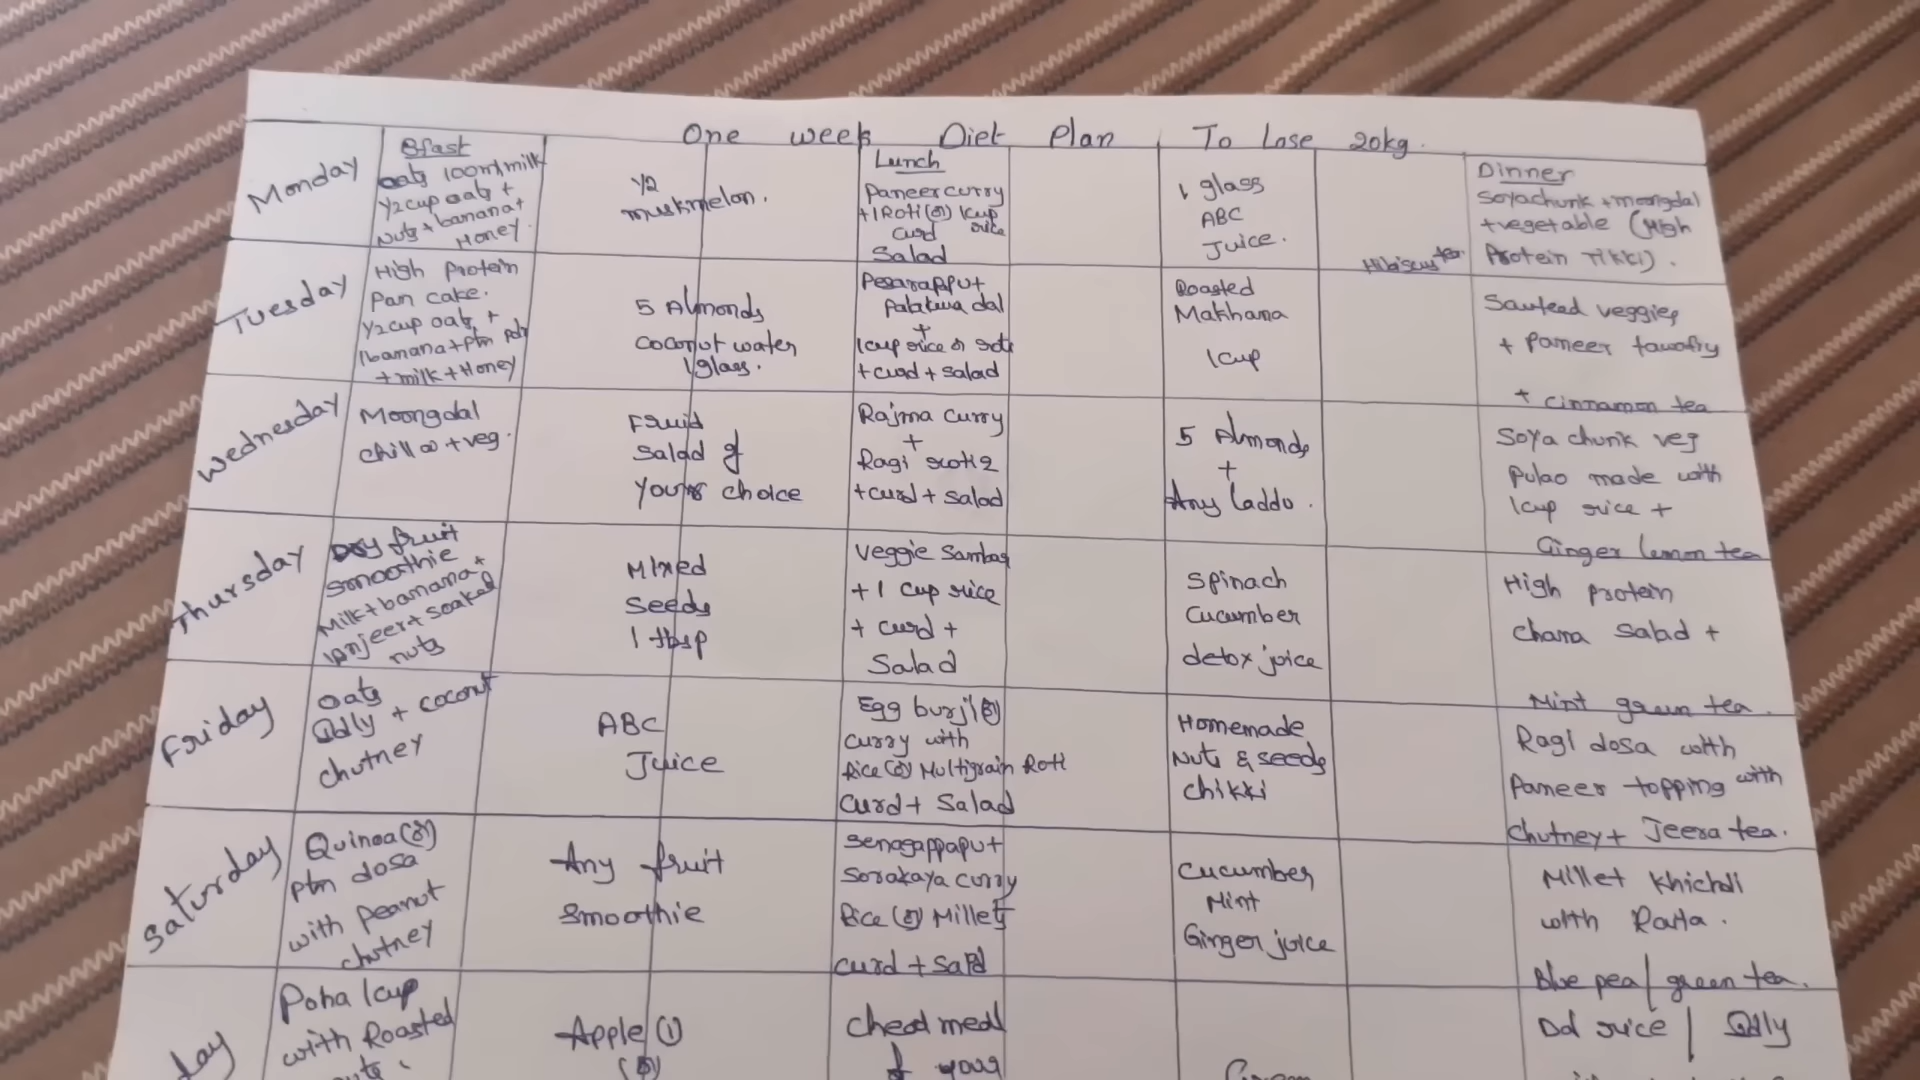 One week Diet Plan To Lose 20kg.
Monday
Bfast
oats 100ml milk
1/2 cup oats +
Nuts + banana +
Honey.
1/2
muskmelon.
Lunch
Paneer curry
+ 1 Roti (or) 1cup
curd rice
Salad
1 glass
ABC
Juice.
Hibiscus tea
Dinner
Soyachunk + moongdal
+ vegetable (High
Protein Tikki).
Tuesday
High Protein
Pan cake.
1/2 cup oats +
1 banana + ptn pdr
+ milk + Honey
5 Almonds
coconut water
1 glass.
Pesarappu +
Palakura dal
+
1cup rice or roti
+ curd + salad
Roasted
Makhana
1cup
Sauteed veggies
+ Paneer tawafry
+ cinnamon tea
Wednesday
Moongdal
chilla + veg.
Fruit
Salad of
your choice
Rajma curry
+
Ragi roti 2
+ curd + salad
5 Almonds
+
Any laddo.
Soya chunk veg
Pulao made with
1cup rice +
Ginger lemon tea
Thursday
Dry fruit
Smoothie
Milk + banana +
1 anjeer + soaked
nuts
Mixed
Seeds
1 tbsp
Veggie Sambar
+ 1 cup rice
+ curd +
Salad
Spinach
Cucumber
detox juice
High protein
chana salad +
Mint green tea.
Friday
Oats
Idly + coconut
chutney
ABC
Juice
Egg burji (or)
curry with
Rice (or) Multigrain Roti
curd + Salad
Homemade
Nuts & seeds
chikki
Ragi dosa with
Paneer topping with
chutney + Jeera tea.
Saturday
Quinoa (or)
ptn dosa
with peanut
chutney
Any fruit
Smoothie
Senagappapu +
Sorakaya curry
Rice (or) Millets
curd + Salad
Cucumber
Mint
Ginger juice
Millet Khichdi
with Raita.
Blue pea / green tea.
day
Poha 1cup
with Roasted
Apple (1)
(or)
Cheat meal
of your
Dal rice / Idly